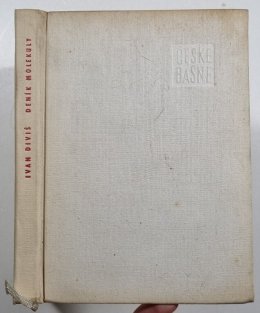 IVAN DIVIŠ DENÍK MOLEKULY
ČESKÉ
BÁSNĚ